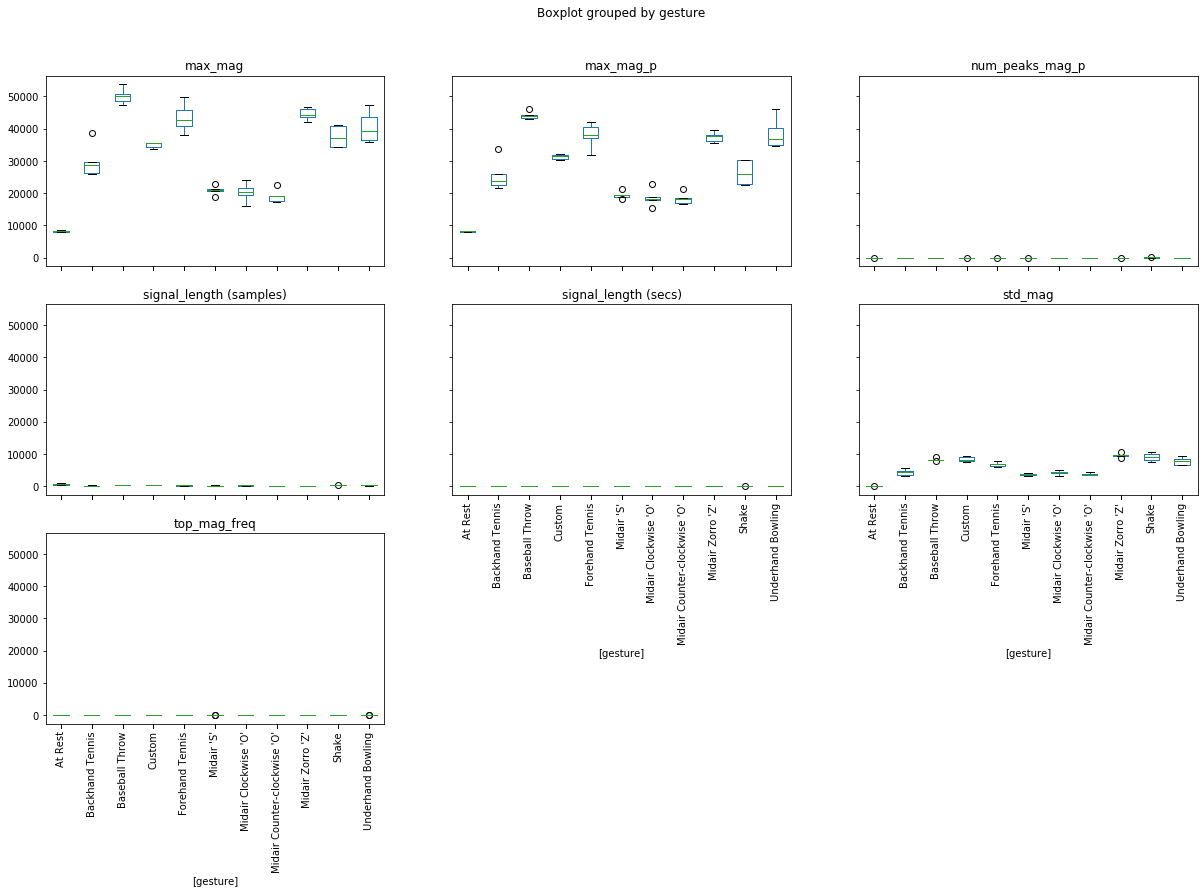 Boxplot grouped by gesture
max_mag
max_mag_p
num_peaks_mag_p
50000
40000
30000
20000
10000
0
signal_length (samples)
signal_length (secs)
std_mag
50000
40000
30000
20000
10000
0
At Rest
Backhand Tennis
Baseball Throw
Custom
Forehand Tennis
Midair 'S'
Midair Clockwise 'O'
Midair Counter-clockwise 'O'
Midair Zorro 'Z'
Shake
Underhand Bowling
[gesture]
At Rest
Backhand Tennis
Baseball Throw
Custom
Forehand Tennis
Midair 'S'
Midair Clockwise 'O'
Midair Counter-clockwise 'O'
Midair Zorro 'Z'
Shake
Underhand Bowling
[gesture]
top_mag_freq
50000
40000
30000
20000
10000
0
At Rest
Backhand Tennis
Baseball Throw
Custom
Forehand Tennis
Midair 'S'
Midair Clockwise 'O'
Midair Counter-clockwise 'O'
Midair Zorro 'Z'
Shake
Underhand Bowling
[gesture]